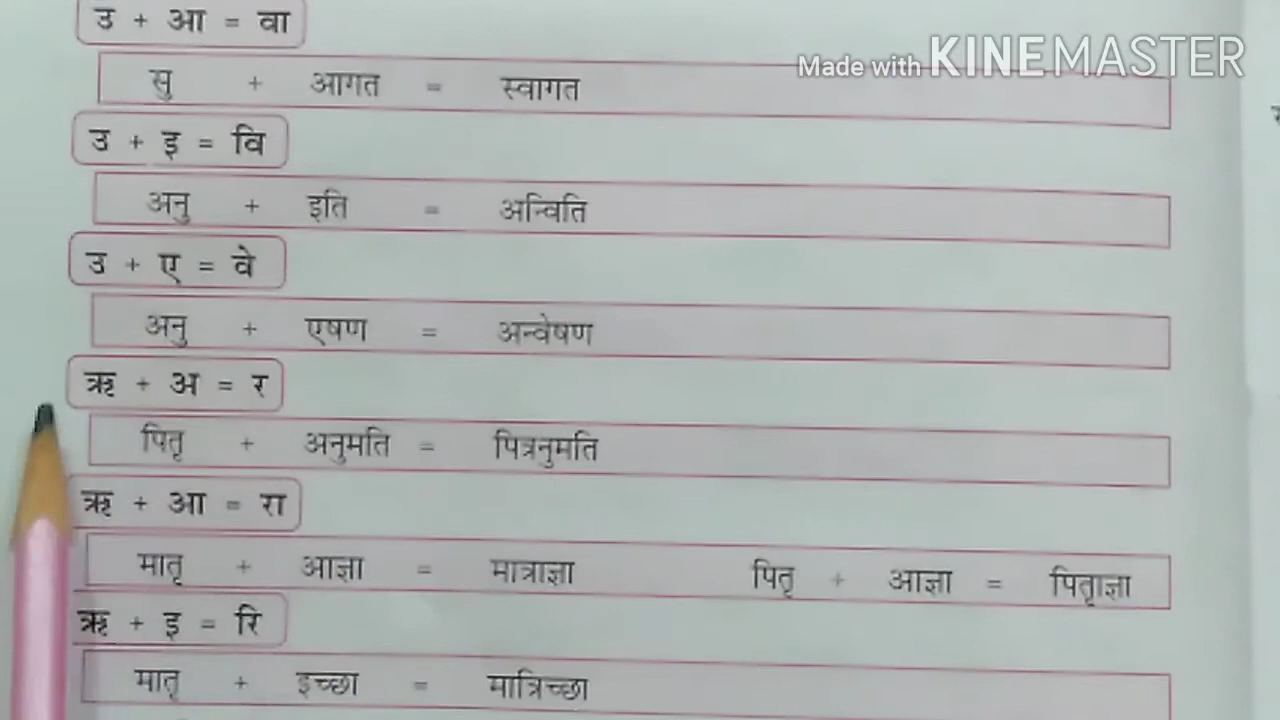 उ + आ = वा
Made with KINEMASTER
सु + आगत = स्वागत
उ + इ = वि
अनु + इति = अन्विति
उ + ए = वे
अनु + एषण = अन्वेषण
ऋ + अ = र
पितृ + अनुमति = पित्रनुमति
ऋ + आ = रा
मातृ + आज्ञा = मात्राज्ञा पितृ + आज्ञा = पितृाज्ञा
ऋ + इ = रि
मातृ + इच्छा = मात्रिच्छा